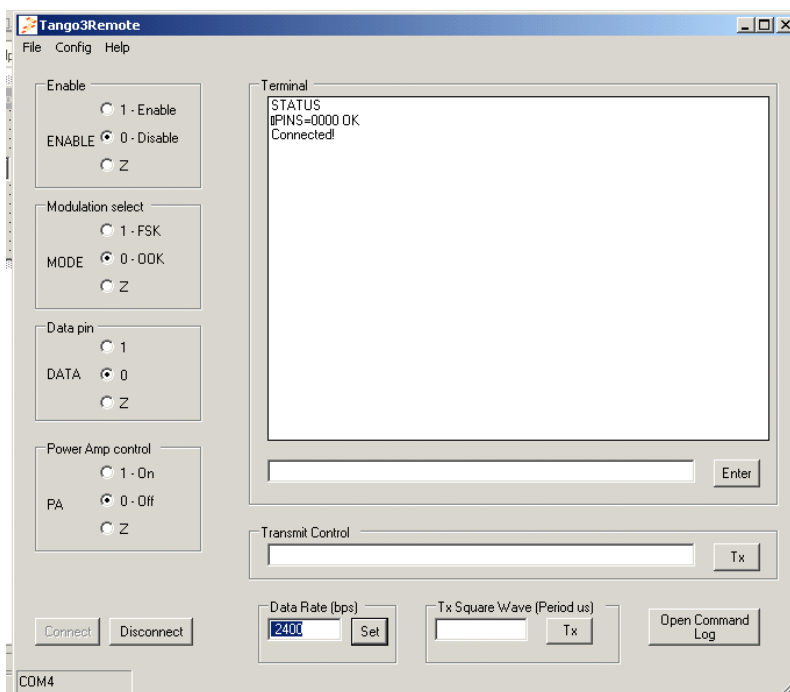 Tango3Remote
File Config Help
Enable
1 - Enable
ENABLE 0 - Disable
Z
Modulation select
1 - FSK
MODE 0 - OOK
Z
Data pin
1
DATA 0
Z
Power Amp control
1 - On
PA 0 - Off
Z
Terminal
STATUS
PINS=0000 OK
Connected!
Enter
Transmit Control
Tx
Connect Disconnect
Data Rate (bps)
2400 Set
Tx Square Wave (Period us)
Tx
Open Command
Log
COM4